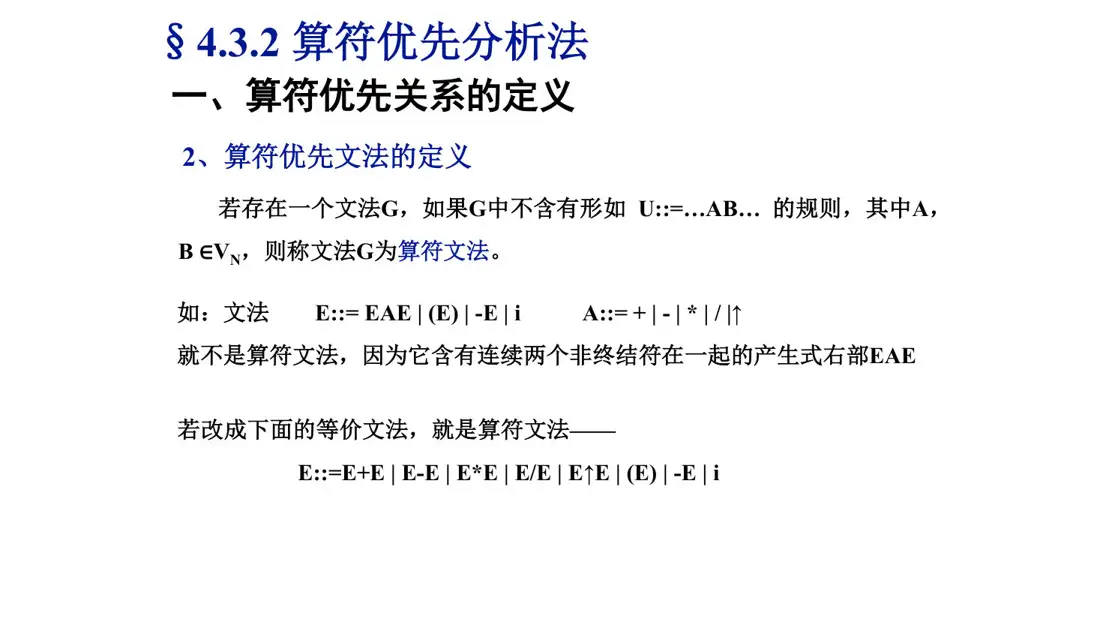 § 4.3.2 算符优先分析法
一、算符优先关系的定义
2、算符优先文法的定义
若存在一个文法G，如果G中不含有形如 U::=…AB… 的规则，其中A，
B ∈VN，则称文法G为算符文法。
如：文法 E::= EAE | (E) | -E | i A::= + | - | * | / |↑
就不是算符文法，因为它含有连续两个非终结符在一起的产生式右部EAE
若改成下面的等价文法，就是算符文法——
E::=E+E | E-E | E*E | E/E | E↑E | (E) | -E | i